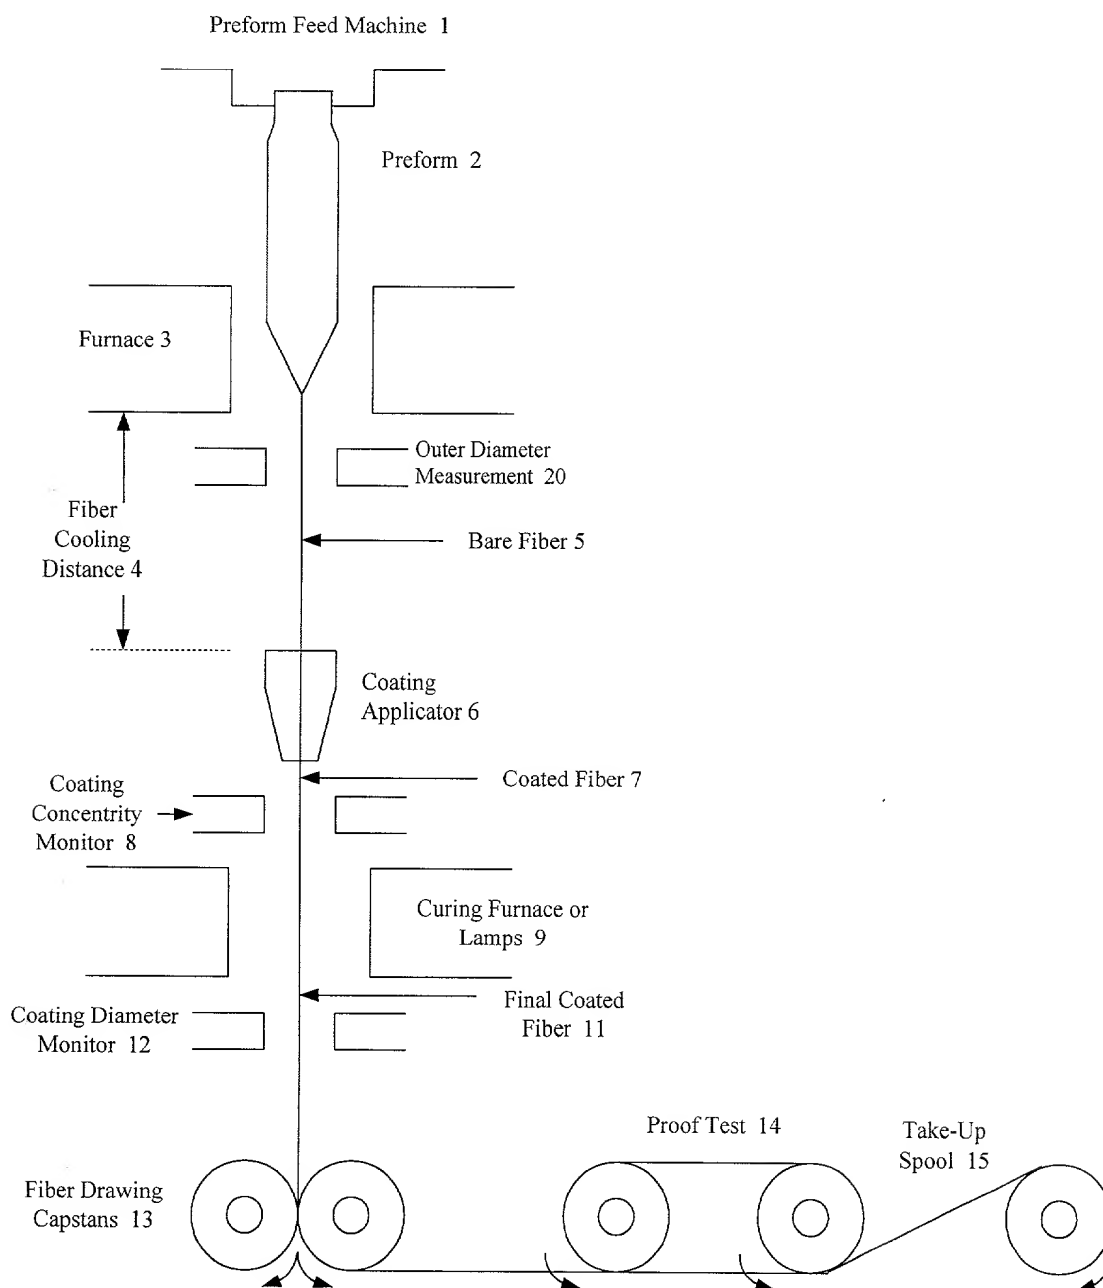 Preform Feed Machine 1
Preform 2
Furnace 3
Outer Diameter
Measurement 20
Fiber
Cooling
Distance 4
Bare Fiber 5
Coating
Applicator 6
Coated Fiber 7
Coating
Concentrity
Monitor 8
Curing Furnace or
Lamps 9
Final Coated
Fiber 11
Coating Diameter
Monitor 12
Proof Test 14
Take-Up
Spool 15
Fiber Drawing
Capstans 13